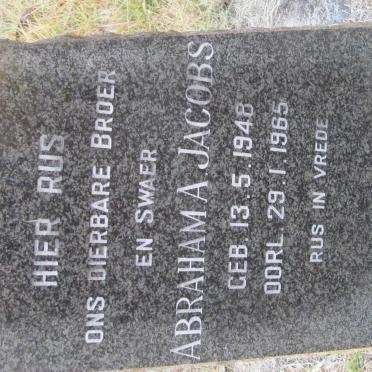 HIER RUS
ONS DIERBARE BROER
EN SWAER
ABRAHAM A JACOBS
GEB 13.5.1948
OORL 29.1.1965
RUS IN VREDE